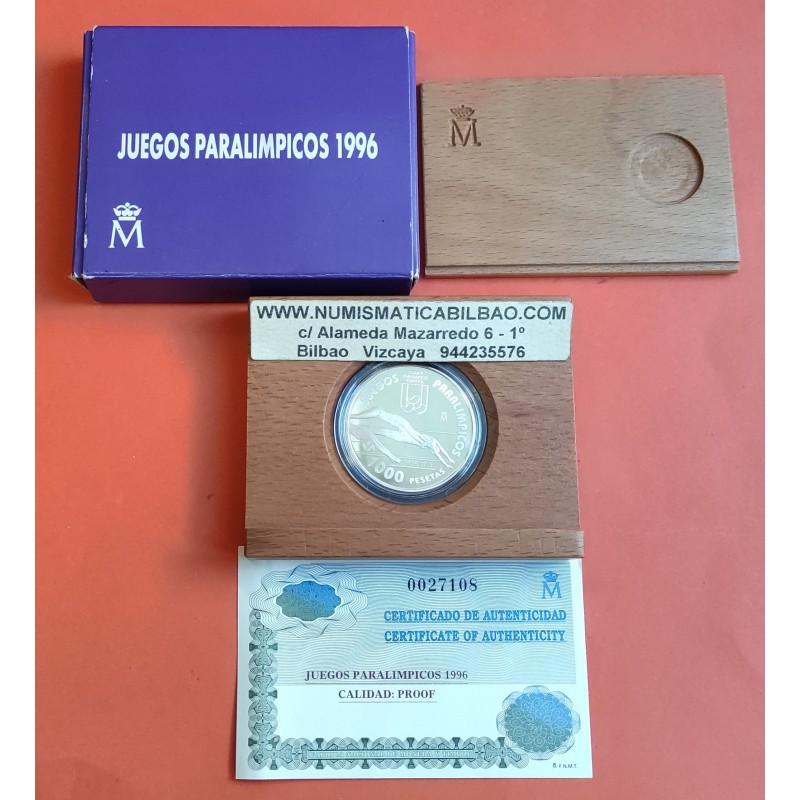 JUEGOS PARALIMPICOS 1996
M
M
WWW.NUMISMATICABILBAO.COM
c/ Alameda Mazarredo 6 - 1º
Bilbao Vizcaya 944235576
JUEGOS PARALIMPICOS
M
1000 PESETAS
0027108
M
CERTIFICADO DE AUTENTICIDAD
CERTIFICATE OF AUTHENTICITY
JUEGOS PARALIMPICOS 1996
CALIDAD: PROOF
F.N.M.T.